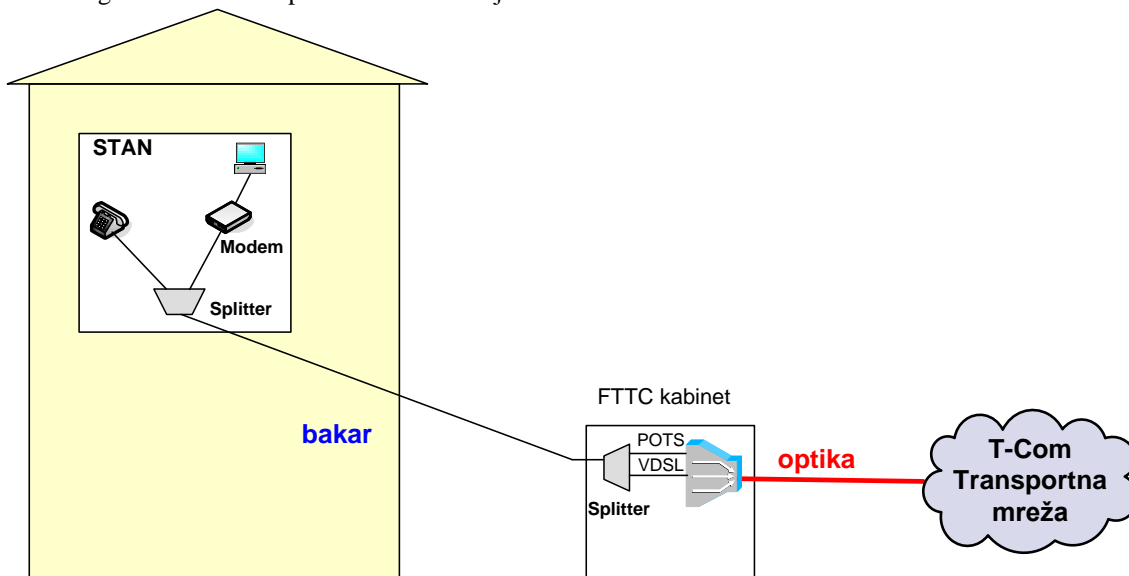 STAN
Modem
Splitter
bakar
FTTC kabinet
POTS
VDSL
Splitter
optika
T-Com
Transportna
mreža